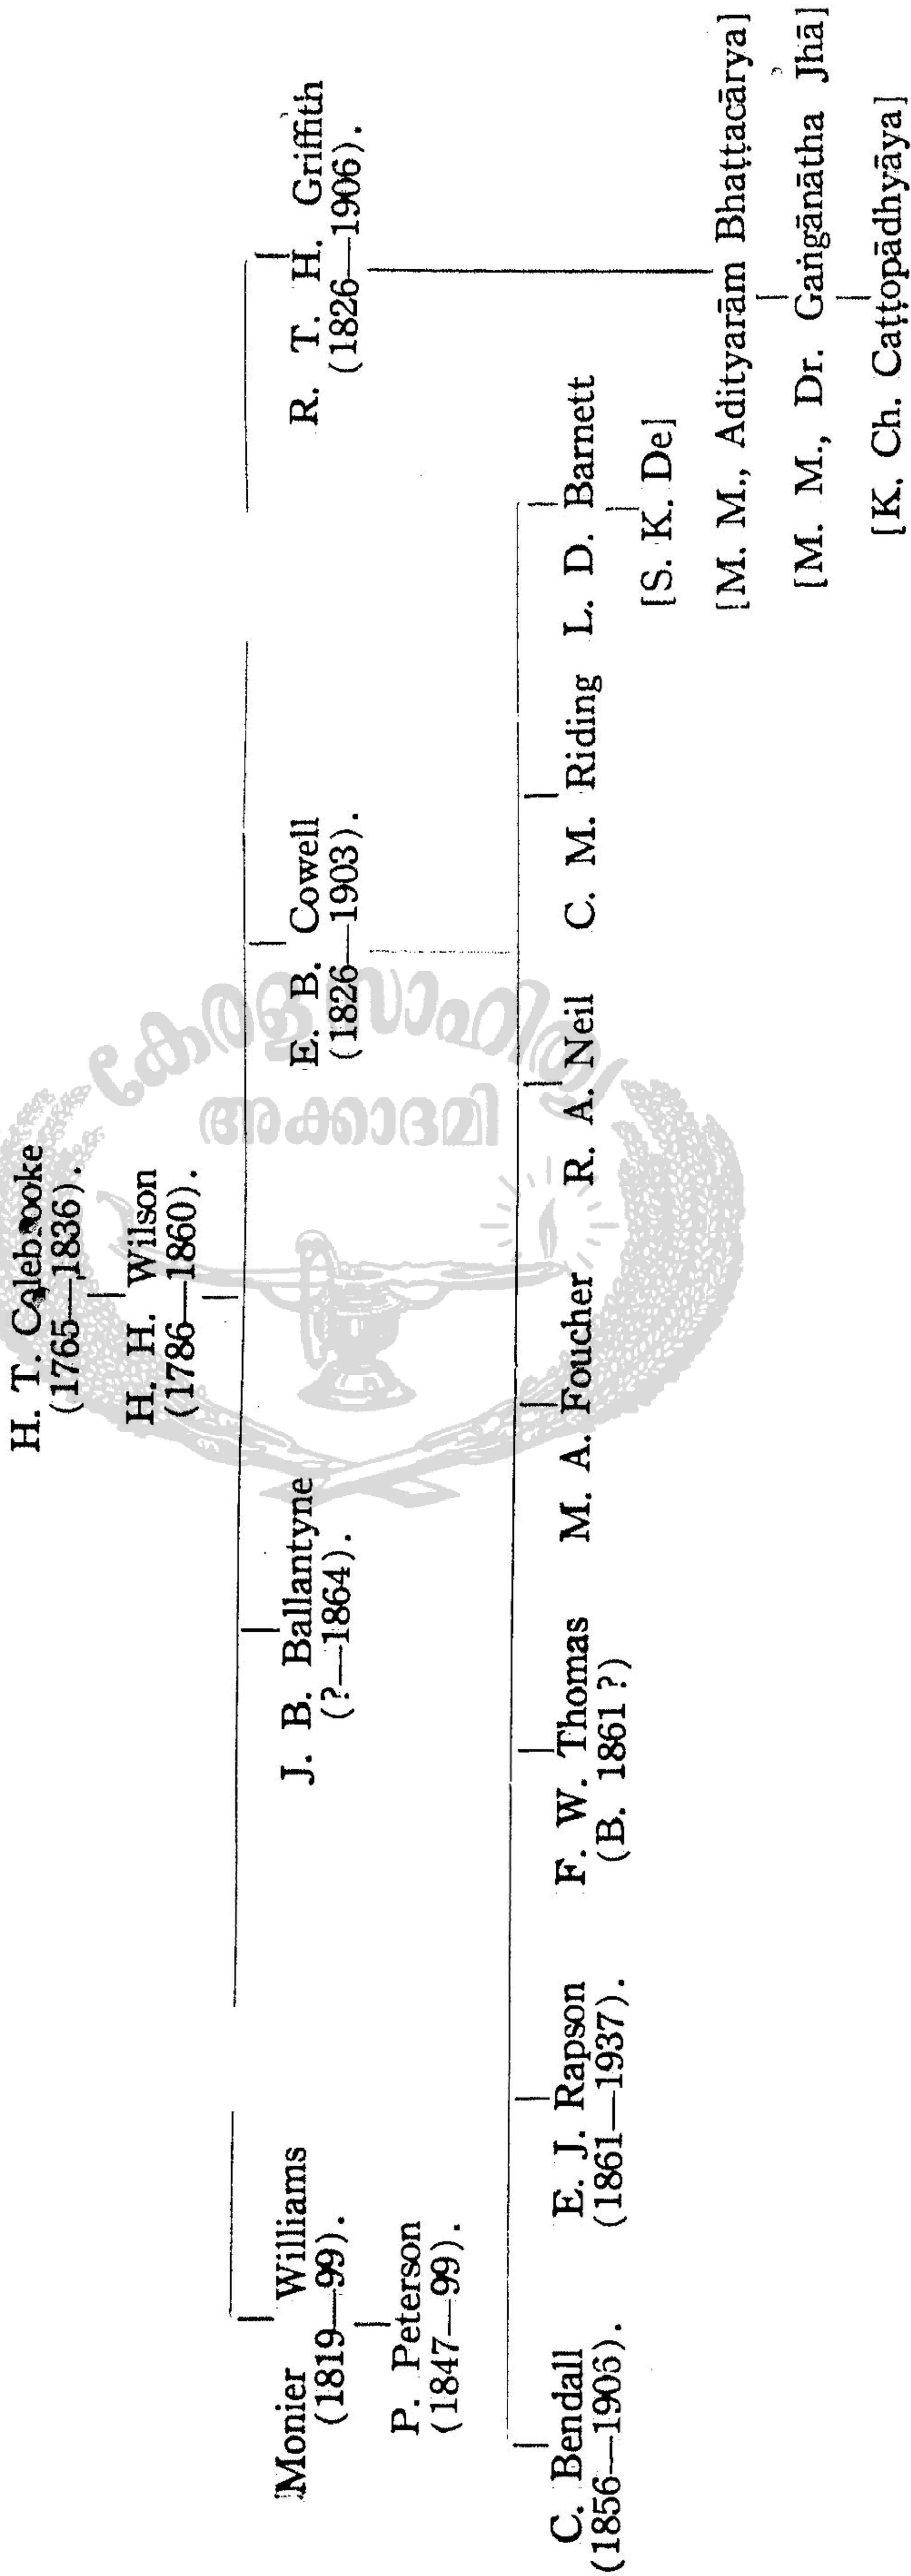 H. T. Colebrooke
(1765—1836).
H. H. Wilson
(1786—1860).
Monier Williams
(1819—99).
P. Peterson
(1847—99).
J. B. Ballantyne
(?—1864).
E. B. Cowell
(1826—1903).
R. T. H. Griffith
(1826—1906).
C. Bendall
(1856—1906).
E. J. Rapson
(1861—1937).
F. W. Thomas
(B. 1861 ?)
M. A. Foucher
R. A. Neil
C. M. Riding
L. D. Barnett
[S. K. De]
[M. M., Adityarām Bhaṭṭacārya]
[M. M., Dr. Gaṅgānātha Jhā]
[K. Ch. Caṭṭopādhyāya]
കേരള സാഹിത്യ
അക്കാദമി